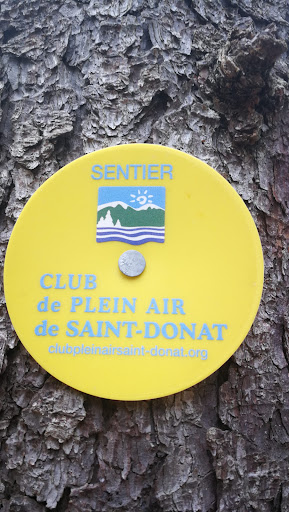 SENTIER
CLUB
de PLEIN AIR
de SAINT-DONAT
clubpleinairsaint-donat.org